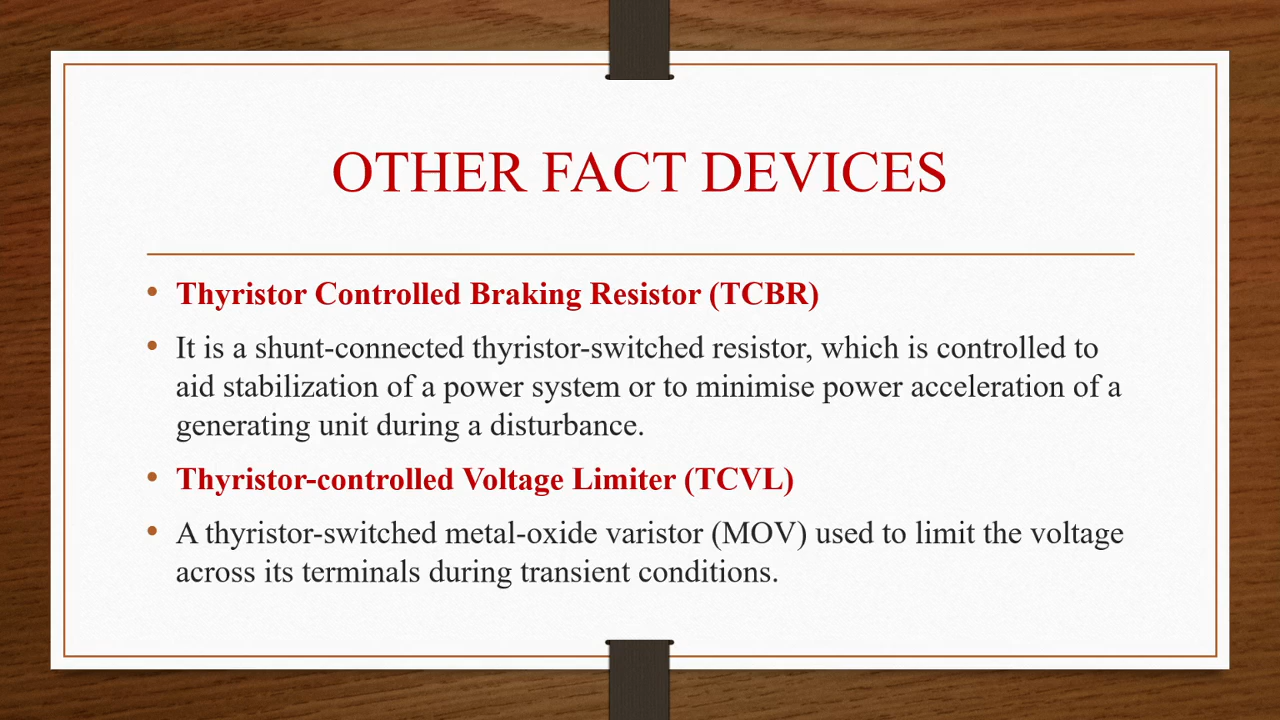 OTHER FACT DEVICES
• Thyristor Controlled Braking Resistor (TCBR)
• It is a shunt-connected thyristor-switched resistor, which is controlled to
aid stabilization of a power system or to minimise power acceleration of a
generating unit during a disturbance.
• Thyristor-controlled Voltage Limiter (TCVL)
• A thyristor-switched metal-oxide varistor (MOV) used to limit the voltage
across its terminals during transient conditions.